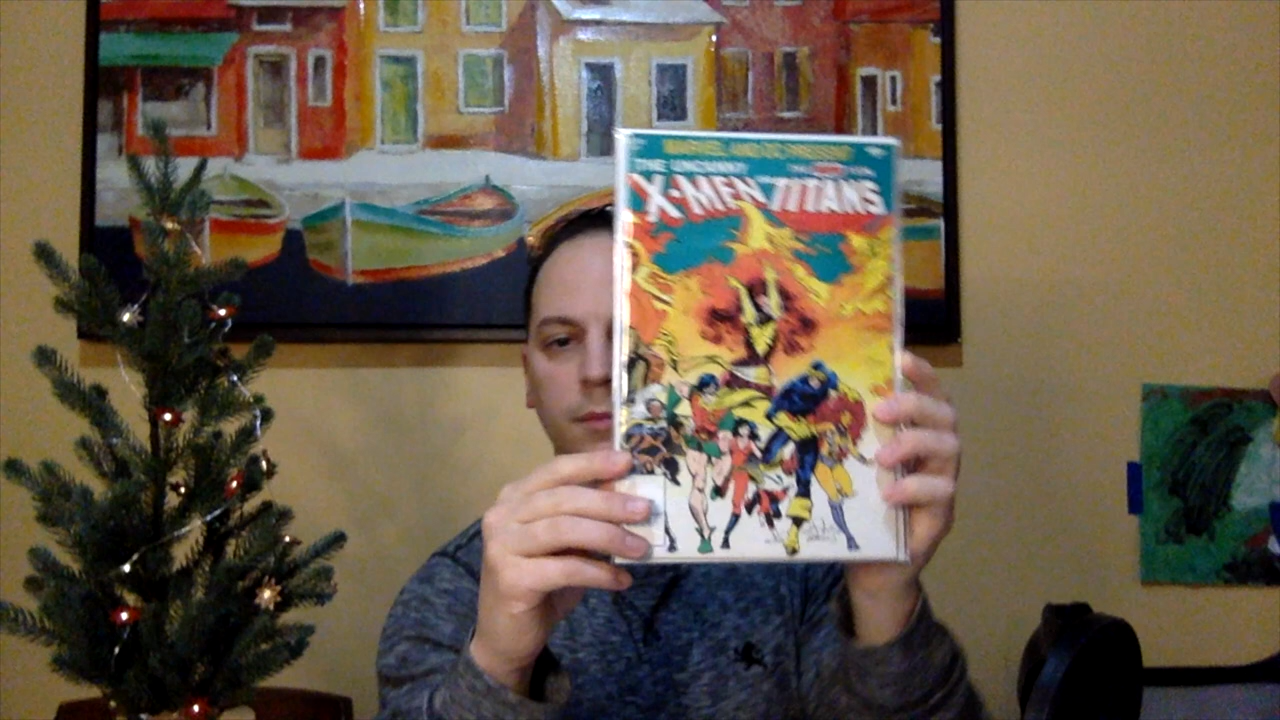 MARVEL AND DC PRESENT
THE UNCANNY
X-MEN TITANS